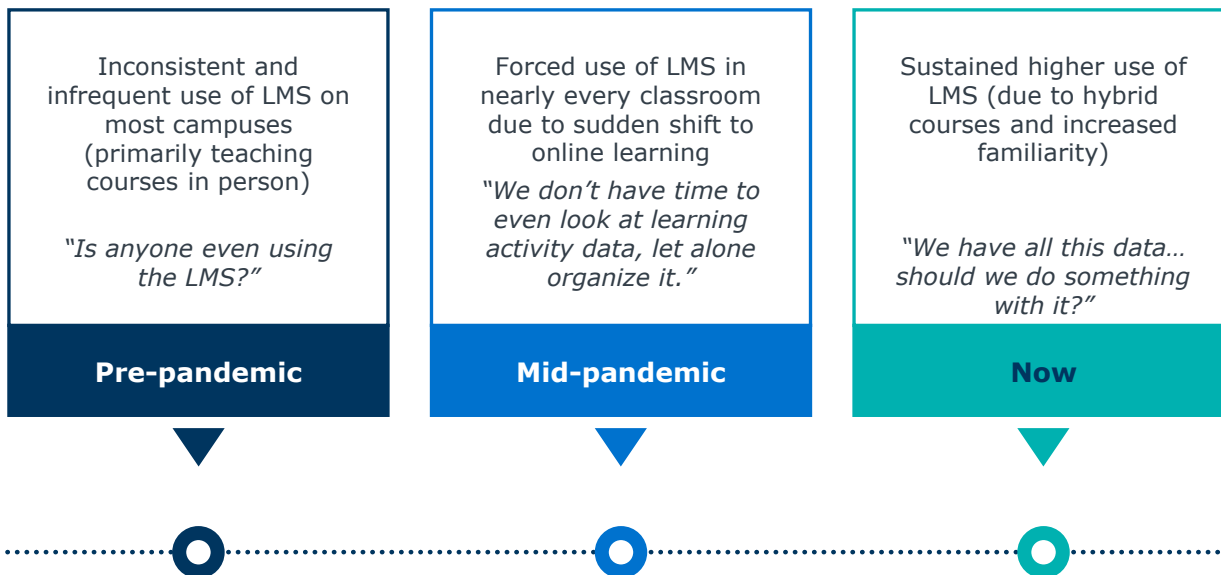 Inconsistent and
infrequent use of LMS on
most campuses
(primarily teaching
courses in person)
“Is anyone even using
the LMS?”
Pre-pandemic
Forced use of LMS in
nearly every classroom
due to sudden shift to
online learning
“We don’t have time to
even look at learning
activity data, let alone
organize it.”
Mid-pandemic
Sustained higher use of
LMS (due to hybrid
courses and increased
familiarity)
“We have all this data…
should we do something
with it?”
Now